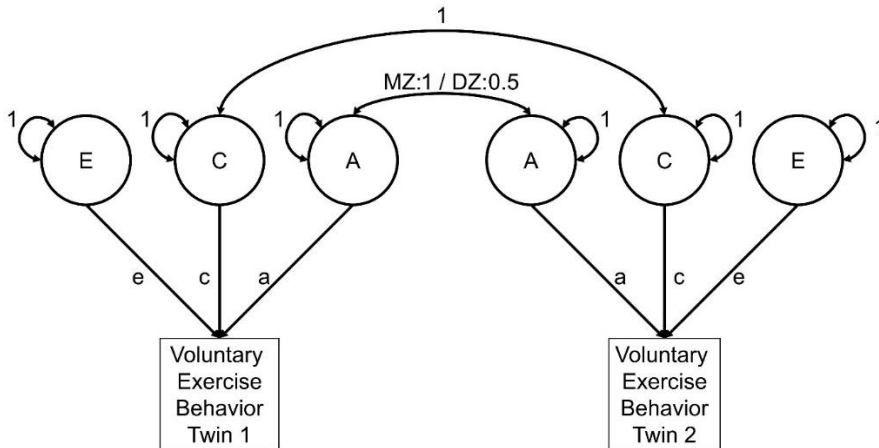 1
MZ:1 / DZ:0.5
1 1 1 1 1 1
E C A A C E
e c a a c e
Voluntary
Exercise
Behavior
Twin 1
Voluntary
Exercise
Behavior
Twin 2